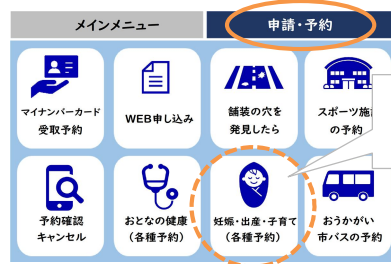 メインメニュー
申請・予約
マイナンバーカード
受取予約
WEB申し込み
舗装の穴を
発見したら
スポーツ施
の予約
予約確認
キャンセル
おとなの健康
(各種予約)
妊娠・出産・子育て
(各種予約)
おうかがい
市バスの予約